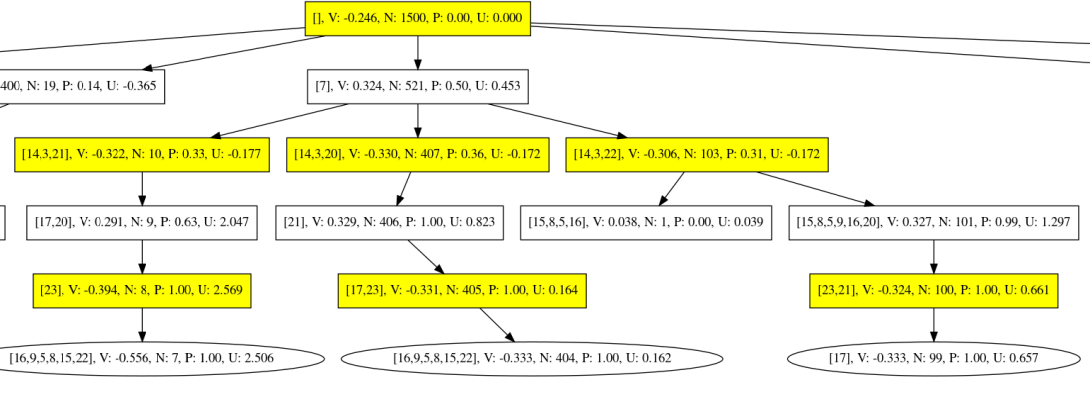 [], V: -0.246, N: 1500, P: 0.00, U: 0.000
400, N: 19, P: 0.14, U: -0.365
[7], V: 0.324, N: 521, P: 0.50, U: 0.453
[14,3,21], V: -0.322, N: 10, P: 0.33, U: -0.177
[14,3,20], V: -0.330, N: 407, P: 0.36, U: -0.172
[14,3,22], V: -0.306, N: 103, P: 0.31, U: -0.172
[17,20], V: 0.291, N: 9, P: 0.63, U: 2.047
[21], V: 0.329, N: 406, P: 1.00, U: 0.823
[15,8,5,16], V: 0.038, N: 1, P: 0.00, U: 0.039
[15,8,5,9,16,20], V: 0.327, N: 101, P: 0.99, U: 1.297
[23], V: -0.394, N: 8, P: 1.00, U: 2.569
[17,23], V: -0.331, N: 405, P: 1.00, U: 0.164
[23,21], V: -0.324, N: 100, P: 1.00, U: 0.661
[16,9,5,8,15,22], V: -0.556, N: 7, P: 1.00, U: 2.506
[16,9,5,8,15,22], V: -0.333, N: 404, P: 1.00, U: 0.162
[17], V: -0.333, N: 99, P: 1.00, U: 0.657